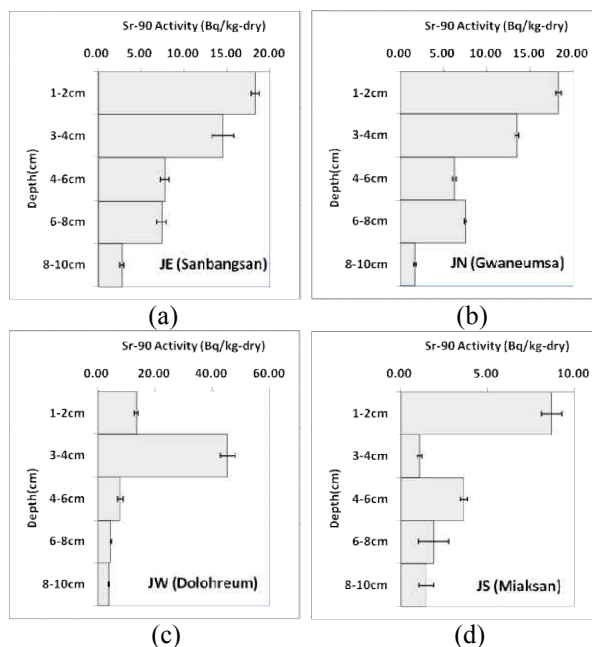 Sr-90 Activity (Bq/kg-dry)
0.00 5.00 10.00 15.00 20.00
1-2cm
3-4cm
4-6cm
6-8cm
8-10cm
Depth(cm)
JE (Sanbangsan)
(a)
Sr-90 Activity (Bq/kg-dry)
0.00 5.00 10.00 15.00 20.00
1-2cm
3-4cm
4-6cm
6-8cm
8-10cm
Depth(cm)
JN (Gwaneumsa)
(b)
Sr-90 Activity (Bq/kg-dry)
0.00 20.00 40.00 60.00
1-2cm
3-4cm
4-6cm
6-8cm
8-10cm
Depth(cm)
JW (Dolohreum)
(c)
Sr-90 Activity (Bq/kg-dry)
0.00 5.00 10.00
1-2cm
3-4cm
4-6cm
6-8cm
8-10cm
Depth(cm)
JS (Miaksan)
(d)